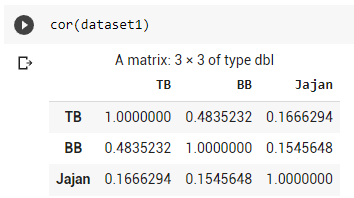 cor(dataset1)
A matrix: 3 × 3 of type dbl
TB BB Jajan
TB 1.0000000 0.4835232 0.1666294
BB 0.4835232 1.0000000 0.1545648
Jajan 0.1666294 0.1545648 1.0000000